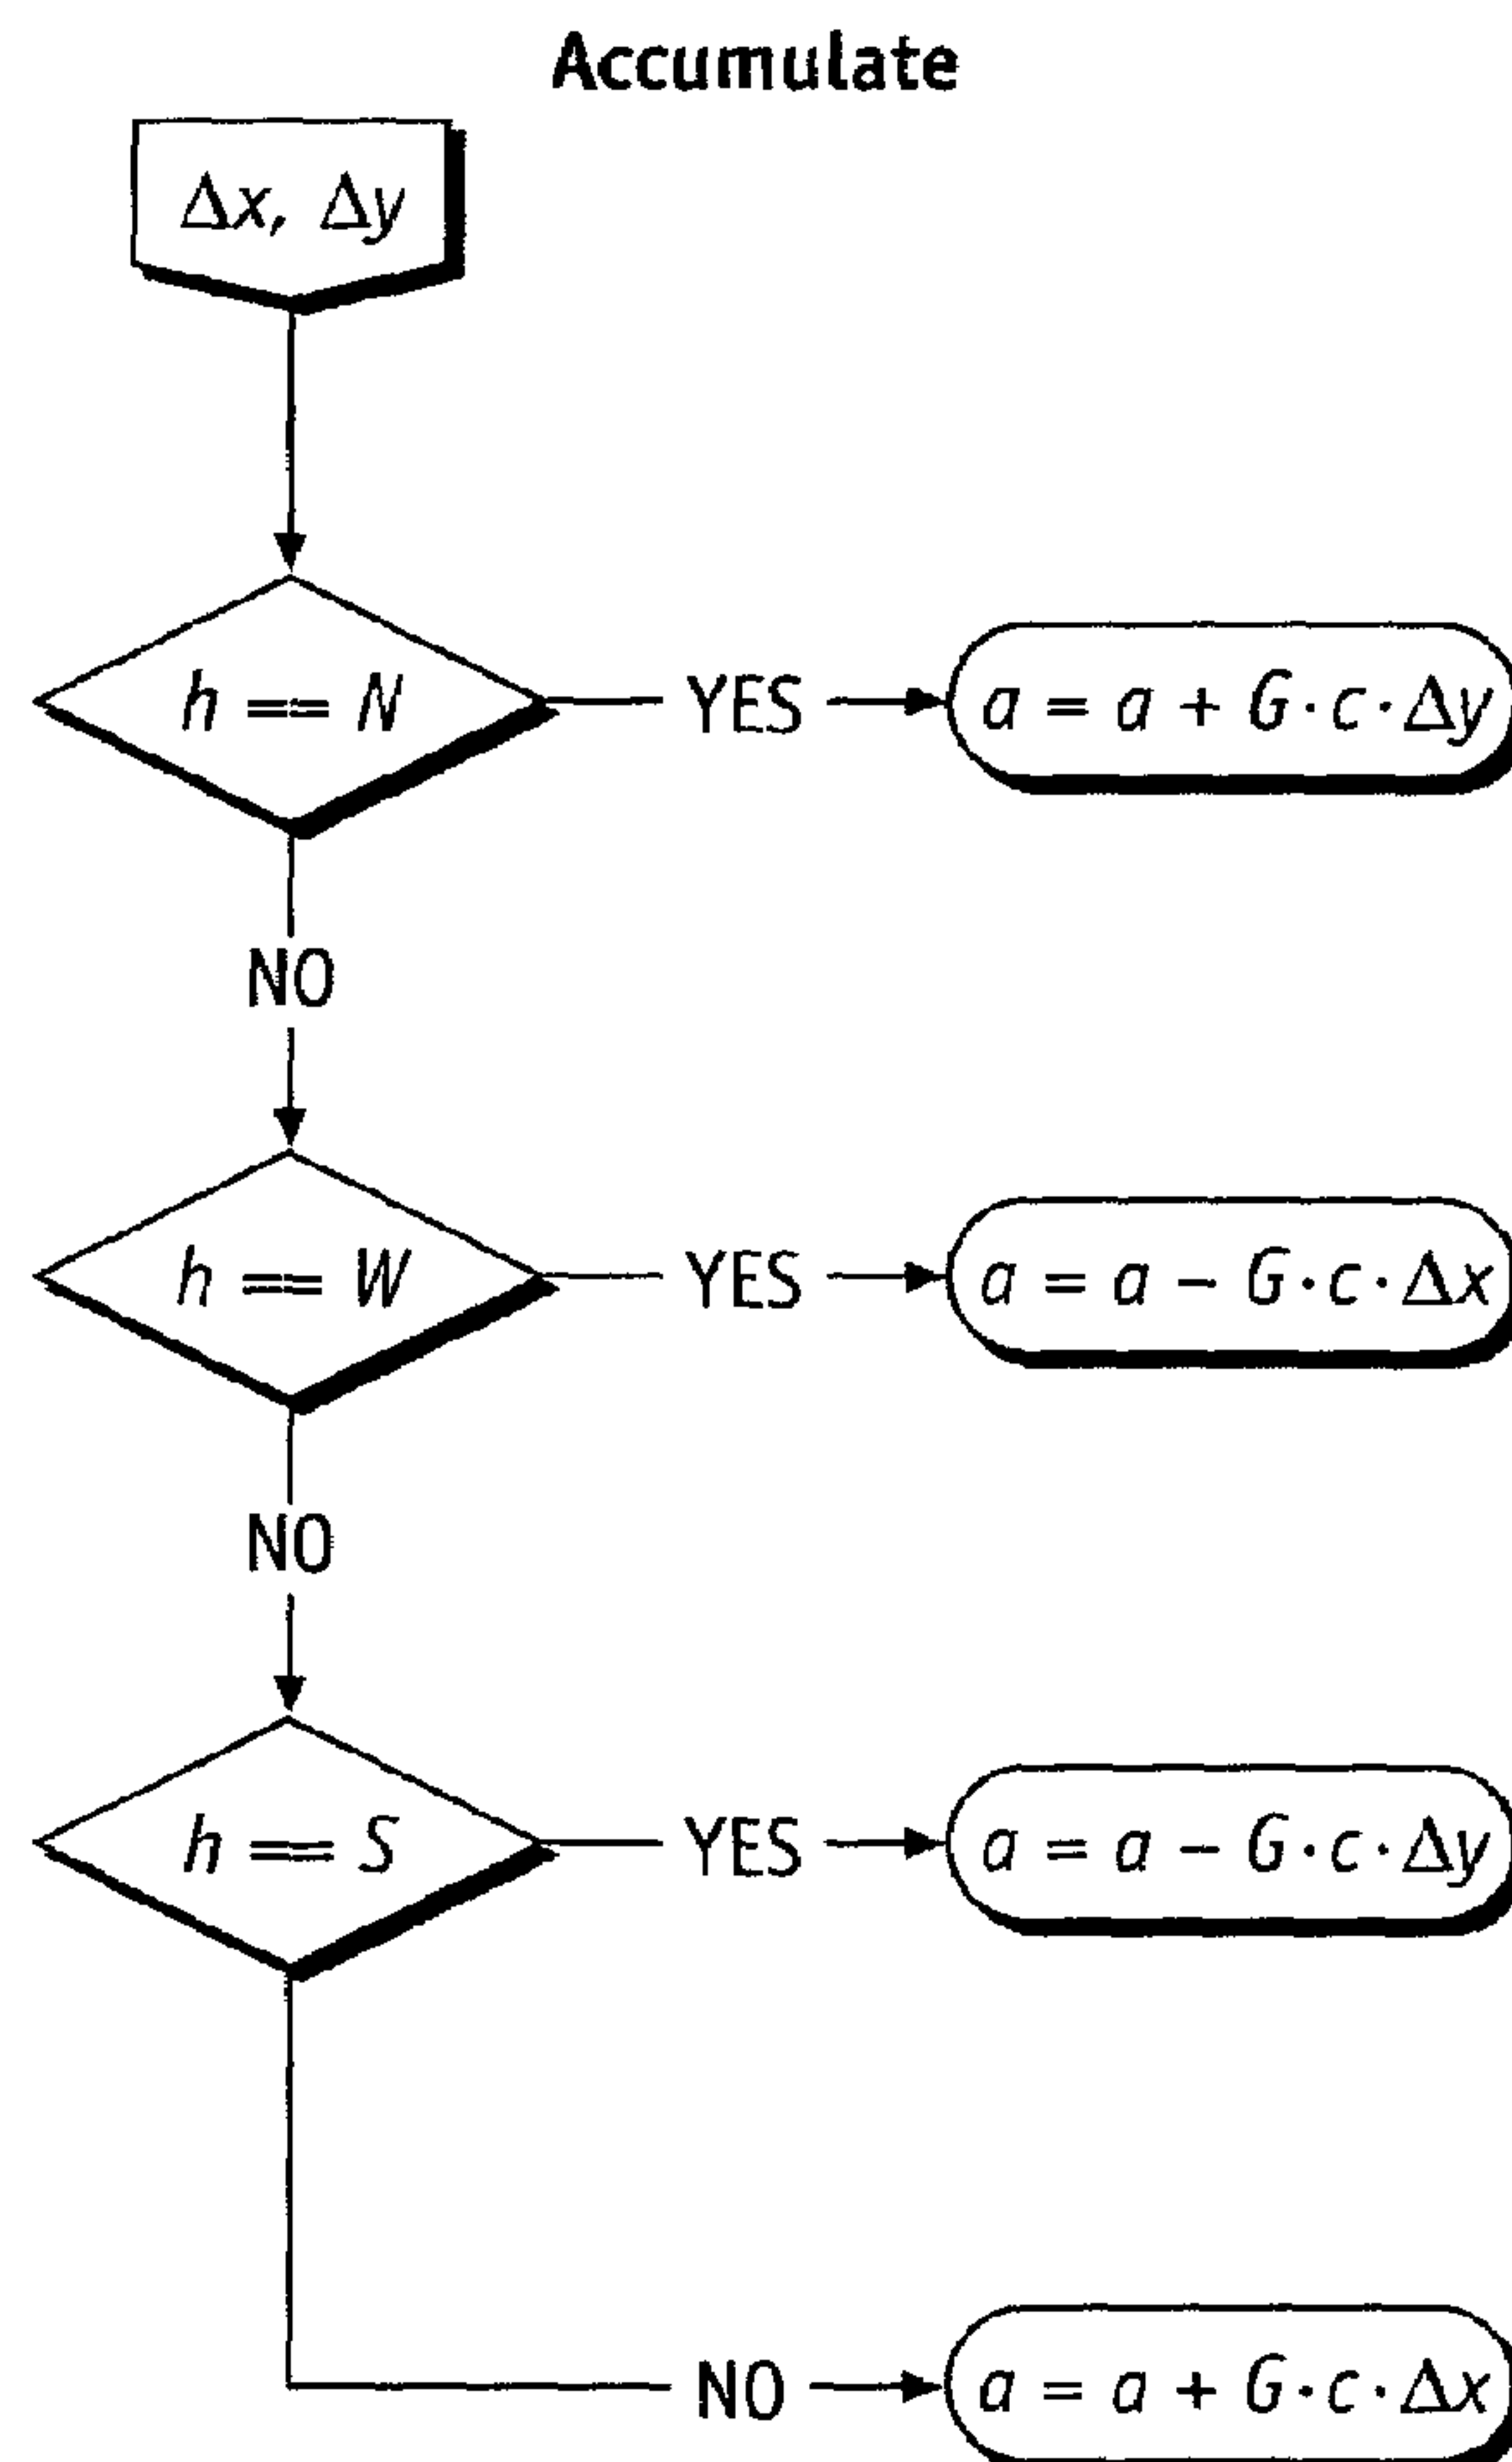 Accumulate
Δx, Δy
h == N
YES
a = a + G·c·Δy
NO
h == W
YES
a = a − G·c·Δx
NO
h == S
YES
a = a − G·c·Δy
NO
a = a + G·c·Δx